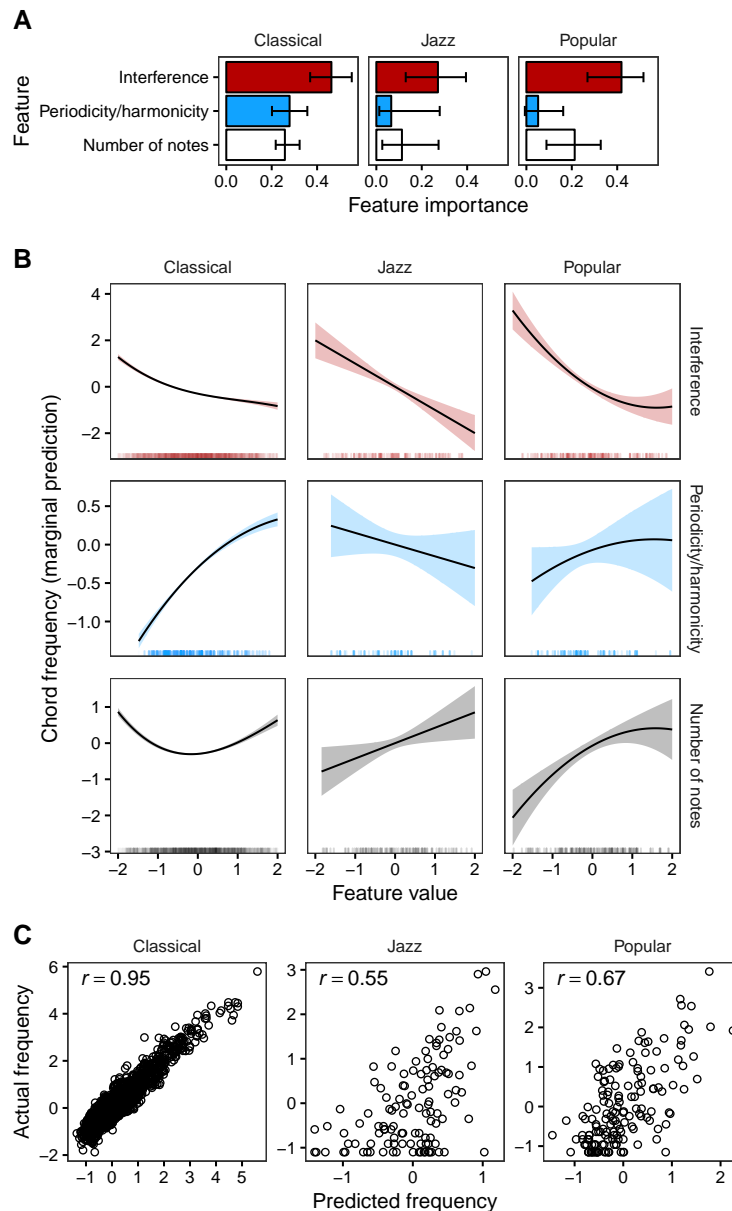 A
Classical Jazz Popular
Feature
Interference
Periodicity/harmonicity
Number of notes
0.0 0.2 0.4 0.0 0.2 0.4 0.0 0.2 0.4
Feature importance
B
Classical Jazz Popular
Chord frequency (marginal prediction)
4
2
0
−2
Interference
0.5
0.0
−0.5
−1.0
Periodicity/harmonicity
1
0
−1
−2
−3
Number of notes
−2 −1 0 1 2 −2 −1 0 1 2 −2 −1 0 1 2
Feature value
C
Classical Jazz Popular
Actual frequency
r = 0.95
6
4
2
0
−2
−1 0 1 2 3 4 5
r = 0.55
3
2
1
0
−1
−1 0 1
r = 0.67
3
2
1
0
−1
−1 0 1 2
Predicted frequency